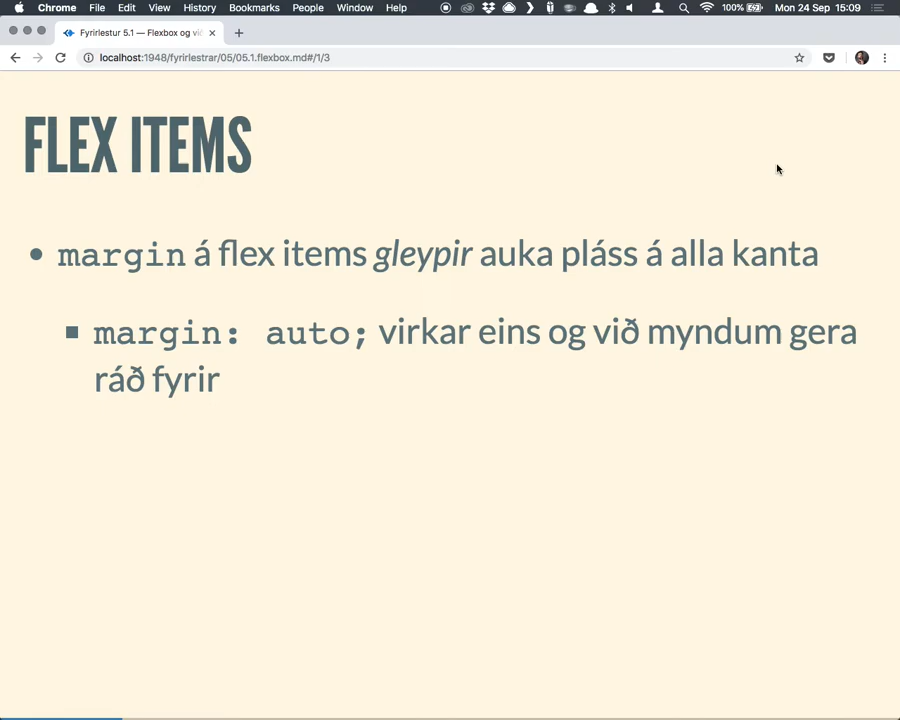 Chrome File Edit View History Bookmarks People Window Help 100% Mon 24 Sep 15:09
Fyrirlestur 5.1 — Flexbox og vi
localhost:1948/fyrirlestrar/05/05.1.flexbox.md#/1/3
FLEX ITEMS
• margin á flex items gleypir auka pláss á alla kanta
▪ margin: auto; virkar eins og við myndum gera
ráð fyrir